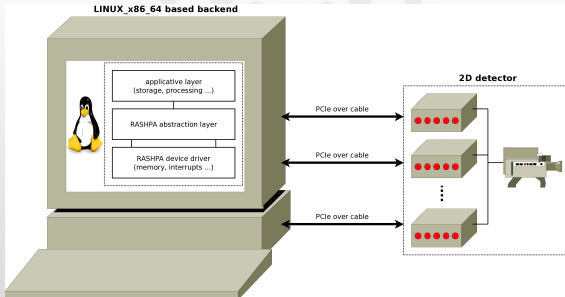 LINUX_x86_64 based backend
applicative layer
(storage, processing ...)
RASHPA abstraction layer
RASHPA device driver
(memory, interrupts ...)
PCIe over cable
PCIe over cable
PCIe over cable
2D detector